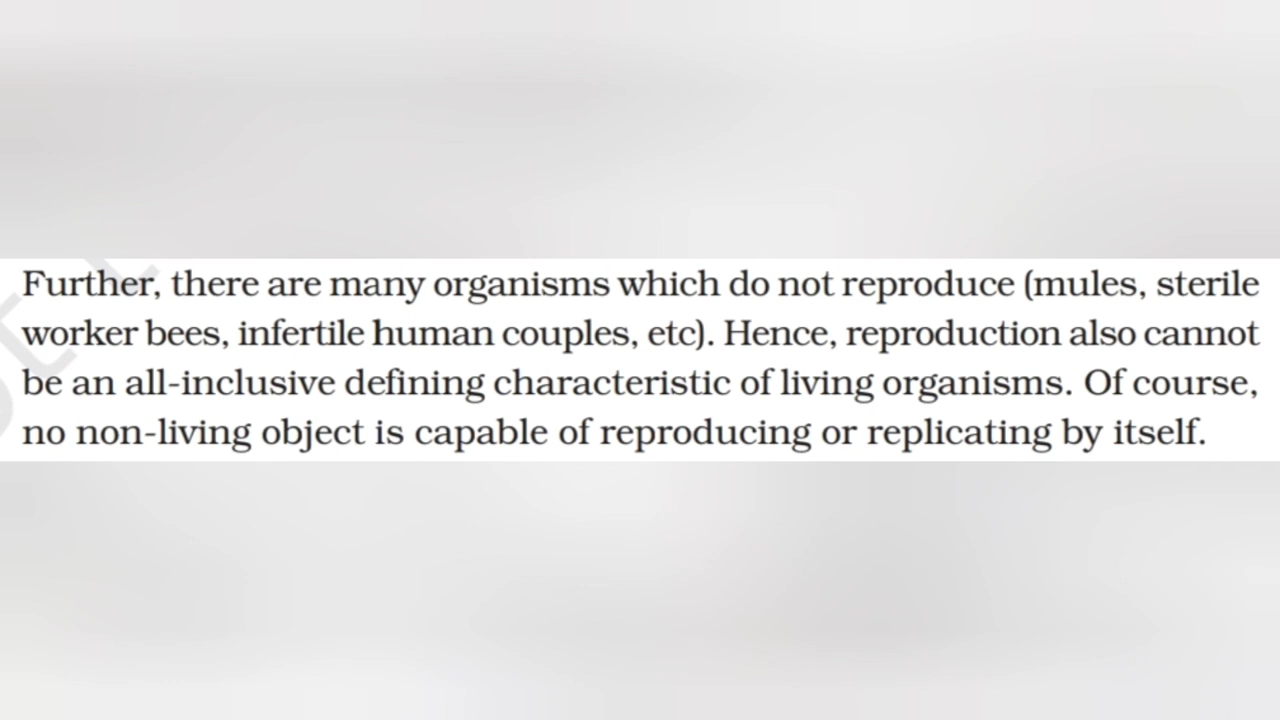 Further, there are many organisms which do not reproduce (mules, sterile
worker bees, infertile human couples, etc). Hence, reproduction also cannot
be an all-inclusive defining characteristic of living organisms. Of course,
no non-living object is capable of reproducing or replicating by itself.